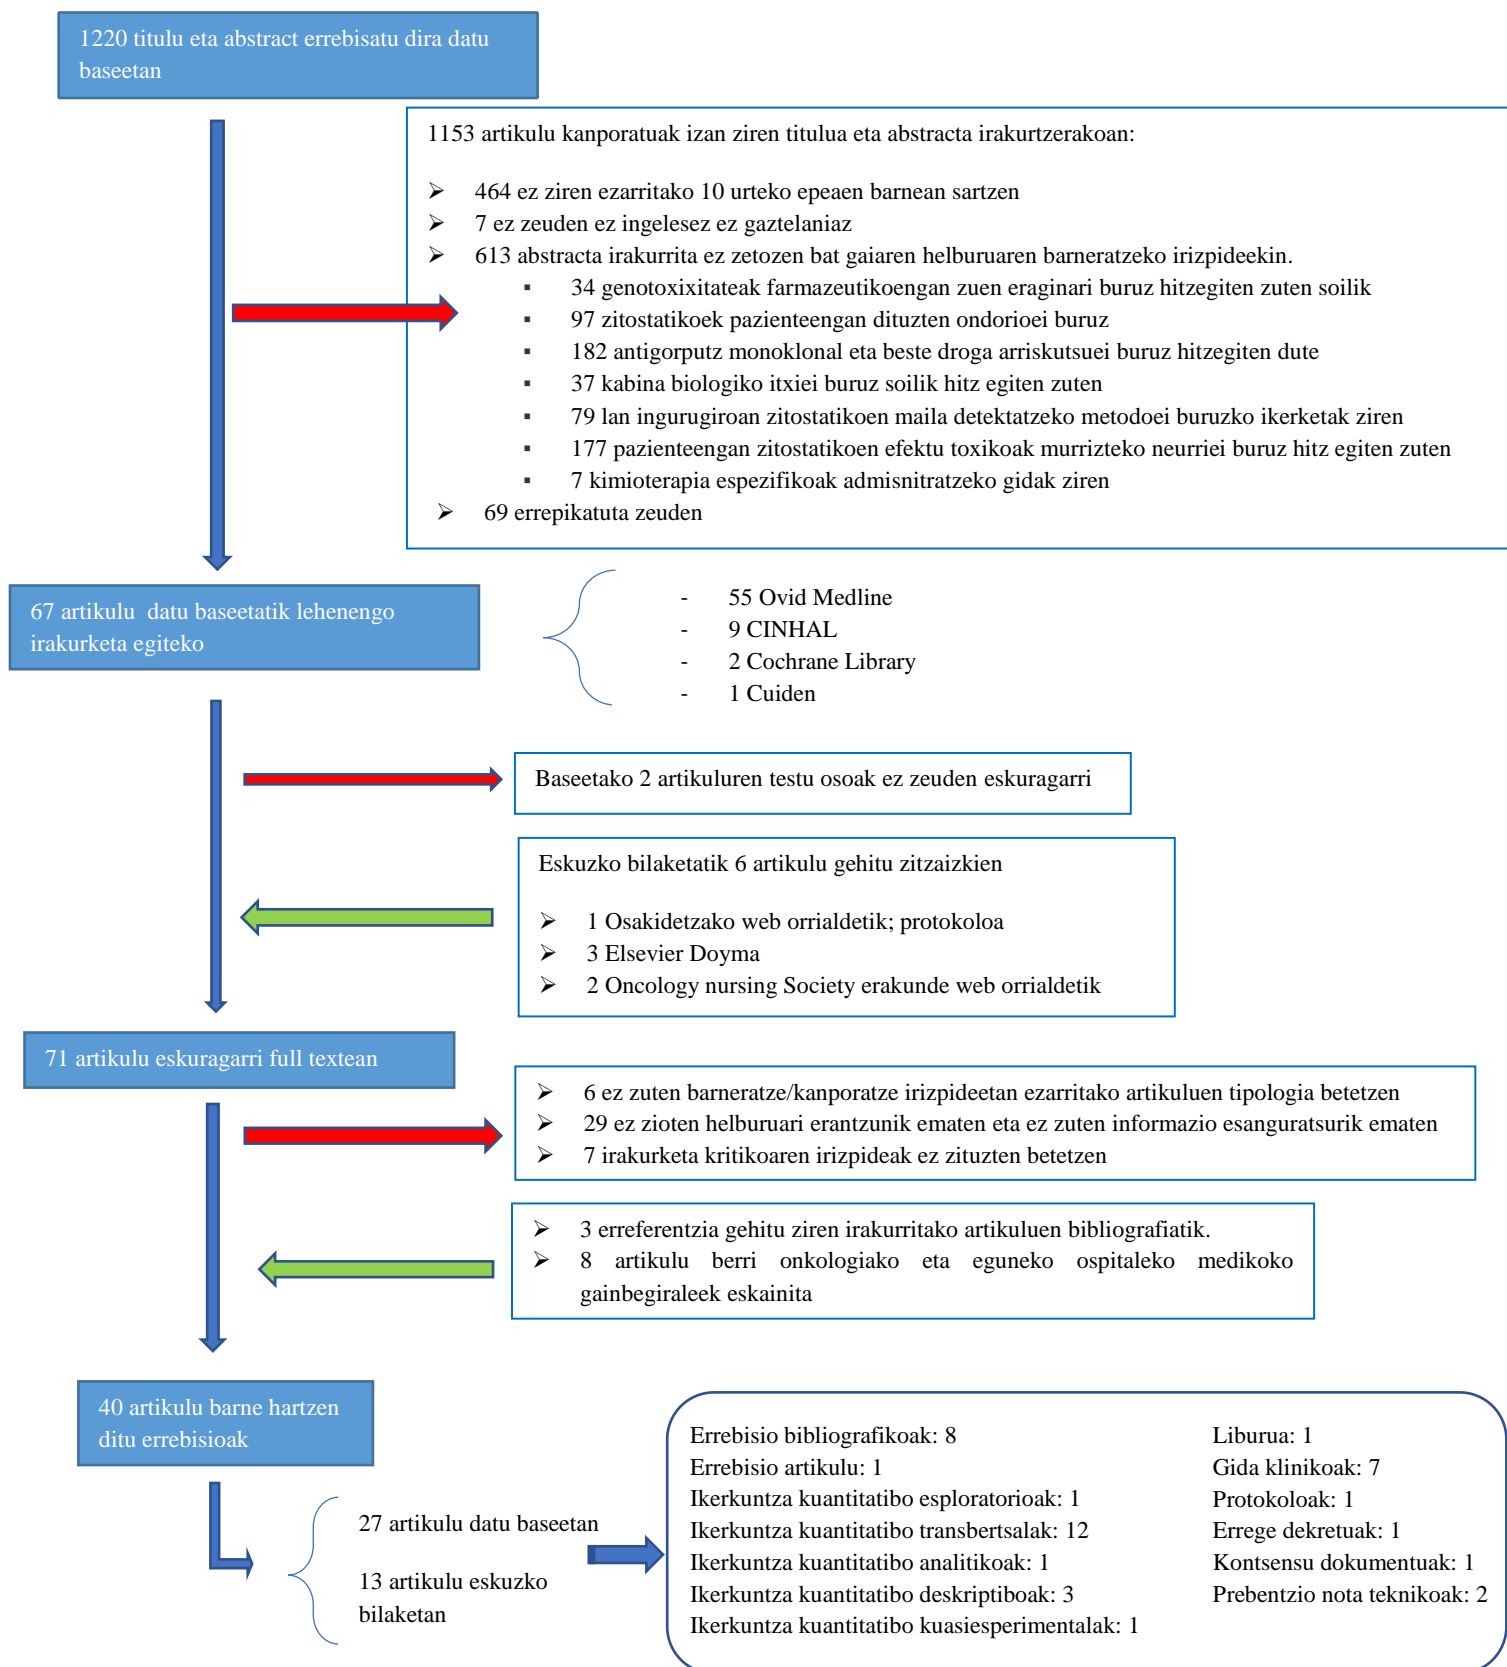 1220 titulu eta abstract errebisatu dira datu
baseetan
1153 artikulu kanporatuak izan ziren titulua eta abstracta irakurtzerakoan:
➢ 464 ez ziren ezarritako 10 urteko epeaen barnean sartzen
➢ 7 ez zeuden ez ingelesez ez gaztelaniaz
➢ 613 abstracta irakurrita ez zetozen bat gaiaren helburuaren barneratzeko irizpideekin.
▪ 34 genotoxixitateak farmazeutikoengan zuen eraginari buruz hitzegiten zuten soilik
▪ 97 zitostatikoek pazienteengan dituzten ondorioei buruz
▪ 182 antigorputz monoklonal eta beste droga arriskutsuei buruz hitzegiten dute
▪ 37 kabina biologiko itxiei buruz soilik hitz egiten zuten
▪ 79 lan ingurugiroan zitostatikoen maila detektatzeko metodoei buruzko ikerketak ziren
▪ 177 pazienteengan zitostatikoen efektu toxikoak murrizteko neurriei buruz hitz egiten zuten
▪ 7 kimioterapia espezifikoak admisnitratzeko gidak ziren
➢ 69 errepikatuta zeuden
67 artikulu datu baseetatik lehenengo
irakurketa egiteko
- 55 Ovid Medline
- 9 CINHAL
- 2 Cochrane Library
- 1 Cuiden
Baseetako 2 artikuluren testu osoak ez zeuden eskuragarri
Eskuzko bilaketatik 6 artikulu gehitu zitzaizkien
➢ 1 Osakidetzako web orrialdetik; protokoloa
➢ 3 Elsevier Doyma
➢ 2 Oncology nursing Society erakunde web orrialdetik
71 artikulu eskuragarri full textean
➢ 6 ez zuten barneratze/kanporatze irizpideetan ezarritako artikuluen tipologia betetzen
➢ 29 ez zioten helburuari erantzunik ematen eta ez zuten informazio esanguratsurik ematen
➢ 7 irakurketa kritikoaren irizpideak ez zituzten betetzen
➢ 3 erreferentzia gehitu ziren irakurritako artikuluen bibliografiatik.
➢ 8 artikulu berri onkologiako eta eguneko ospitaleko medikoko
gainbegiraleek eskainita
40 artikulu barne hartzen
ditu errebisioak
27 artikulu datu baseetan
13 artikulu eskuzko
bilaketan
Errebisio bibliografikoak: 8
Errebisio artikulu: 1
Ikerkuntza kuantitatibo esploratorioak: 1
Ikerkuntza kuantitatibo transbertsalak: 12
Ikerkuntza kuantitatibo analitikoak: 1
Ikerkuntza kuantitatibo deskriptiboak: 3
Ikerkuntza kuantitatibo kuasiesperimentalak: 1
Liburua: 1
Gida klinikoak: 7
Protokoloak: 1
Errege dekretuak: 1
Kontsensu dokumentuak: 1
Prebentzio nota teknikoak: 2